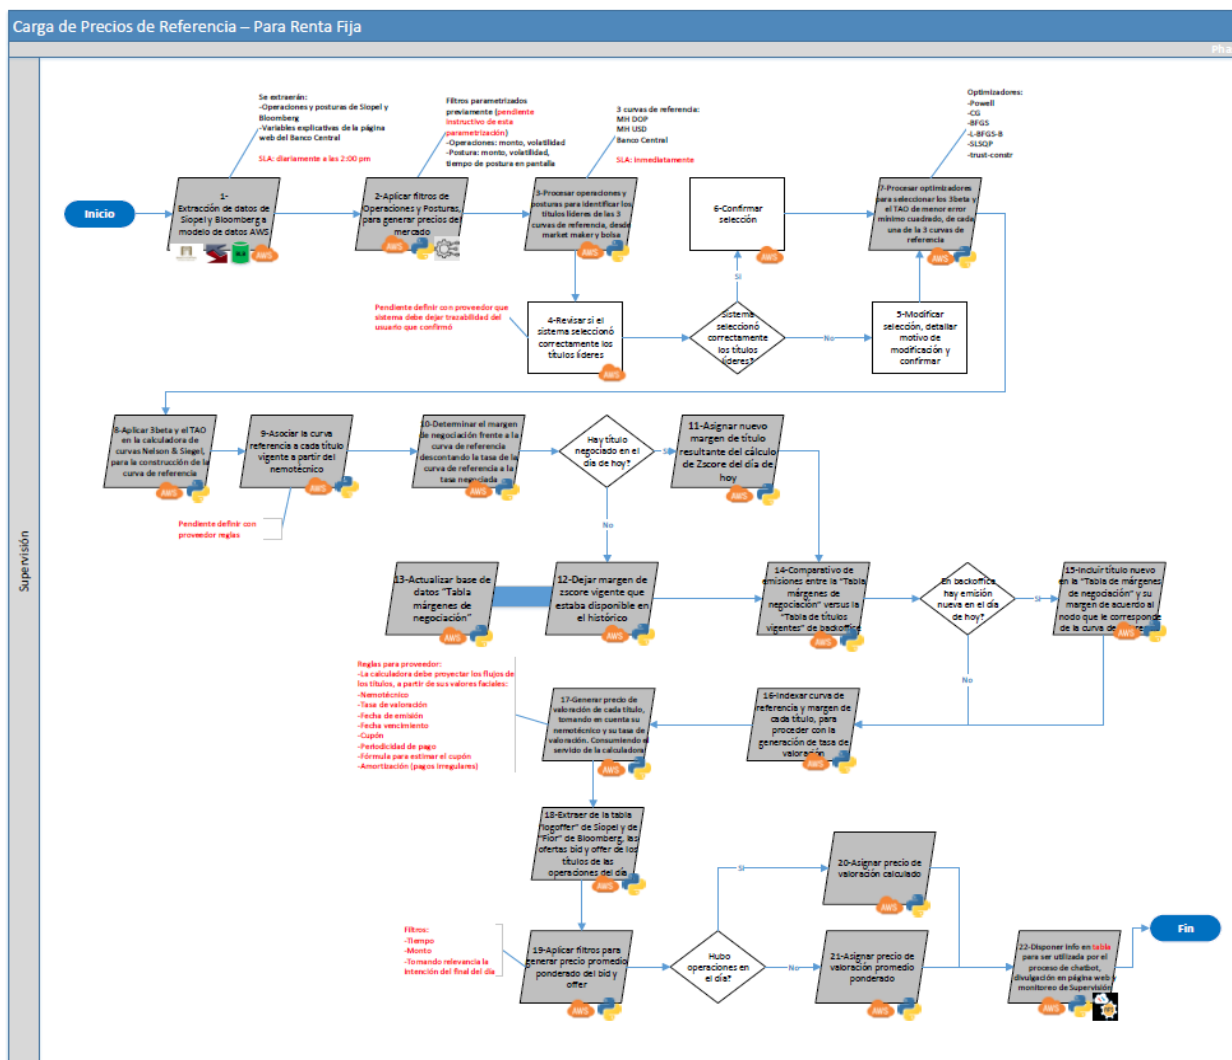 Carga de Precios de Referencia – Para Renta Fija
Pha
Supervisión
Se extraerán:
-Operaciones y posturas de Siopel y
Bloomberg
-Variables explicativas de la página
web del Banco Central
SLA: diariamente a las 2:00 pm
Filtros parametrizados
previamente (pendiente
instructivo de esta
parametrización)
-Operaciones: monto, volatilidad
-Postura: monto, volatilidad,
tiempo de postura en pantalla
3 curvas de referencia:
MH DOP
MH USD
Banco Central
SLA: Inmediatamente
Optimizadores:
-Powell
-CG
-BFGS
-L-BFGS-B
-SLSQP
-trust-constr
Inicio
1-
Extracción de datos de
Siopel y Bloomberg a
modelo de datos AWS
AWS
2-Aplicar filtros de
Operaciones y Posturas,
para generar precios de
mercado
AWS
3-Procesar operaciones y
posturas para identificar los
títulos líderes de las 3
curvas de referencia, desde
market maker y bolsa
AWS
6-Confirmar
selección
AWS
7-Procesar optimizadores
para seleccionar los 3beta y
el TAO de menor error
mínimo cuadrado, de cada
una de la 3 curvas de
referencia
AWS
Pendiente definir con proveedor que
sistema debe dejar trazabilidad del
usuario que confirmó
4-Revisar si el
sistema seleccionó
correctamente los
títulos líderes
AWS
Si
Sistema
seleccionó
correctamente
los títulos
líderes?
No
5-Modificar
selección, detallar
motivo de
modificación y
confirmar
8-Aplicar 3beta y el TAO
en la calculadora de
curvas Nelson & Siegel,
para la construcción de la
curva de referencia
AWS
9-Asociar la curva
referencia a cada título
vigente a partir del
nemotécnico
AWS
10-Determinar el margen
de negociación frente a la
curva de referencia
descontando la tasa de la
curva de referencia a la
tasa negociada
AWS
Hay título
negociado en el
día de hoy?
Si
11-Asignar nuevo
margen de título
resultante del cálculo
de Zscore del día de
hoy
AWS
Pendiente definir con
proveedor reglas
No
13-Actualizar base de
datos "Tabla
márgenes de
negociación"
AWS
12-Dejar margen de
zscore vigente que
estaba disponible en
el histórico
AWS
14-Comparativo de
emisiones entre la "Tabla
márgenes de
negociación" versus la
"Tabla de títulos
vigentes" de backoffice
AWS
En backoffice
hay emisión
nueva en el día
de hoy?
Si
15-Incluir título nuevo
en la "Tabla de márgenes
de negociación" y su
margen de acuerdo al
nodo que le corresponde
de la curva de
AWS
No
Reglas para proveedor:
-La calculadora debe proyectar los flujos de
los títulos, a partir de sus valores faciales:
-Nemotécnico
-Tasa de valoración
-Fecha de emisión
-Fecha vencimiento
-Cupón
-Periodicidad de pago
-Fórmula para estimar el cupón
-Amortización (pagos irregulares)
17-Generar precio de
valoración de cada título,
tomando en cuenta su
nemotécnico y su tasa de
valoración. Consumiendo el
servido de la calculadora
AWS
16-Indexar curva de
referencia y margen de
cada título, para
proceder con la
generación de tasa de
valoración
AWS
18-Extraer de la tabla
"logoffer" de Siopel y de
"Fior" de Bloomberg, las
ofertas bid y offer de los
títulos de las
operaciones del día
AWS
Filtros:
-Tiempo
-Monto
-Tomando relevancia la
intención del final del día
19-Aplicar filtros para
generar precio promedio
ponderado del bid y
offer
AWS
Hubo
operaciones en
el día?
Si
20-Asignar precio de
valoración calculado
AWS
No
21-Asignar precio de
valoración promedio
ponderado
AWS
22-Disponer info en tabla
para ser utilizada por el
proceso de chatbot,
divulgación en página web y
monitoreo de Supervisión
AWS
Fin